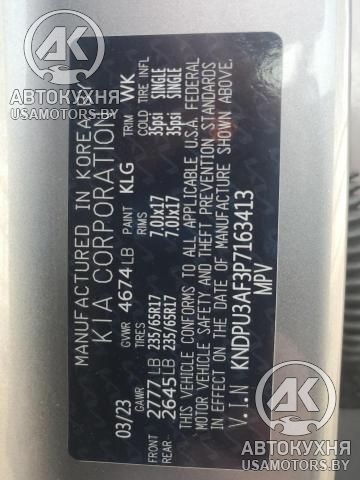 MANUFACTURED IN KOREA
KIA CORPORATION
03/23 GVWR 4674 LB PAINT KLG TRIM WK
GAWR TIRES RIMS COLD TIRE INFL
FRONT 2777 LB 235/65R17 7.0JX17 35psi SINGLE
REAR 2645 LB 235/65R17 7.0JX17 35psi SINGLE
THIS VEHICLE CONFORMS TO ALL APPLICABLE U.S.A. FEDERAL
MOTOR VEHICLE SAFETY AND THEFT PREVENTION STANDARDS
IN EFFECT ON THE DATE OF MANUFACTURE SHOWN ABOVE.
V.I.N KNDPU3AF3P7163413
MPV
АВТОКУХНЯ
USAMOTORS.BY
АВТОКУХНЯ
USAMOTORS.BY